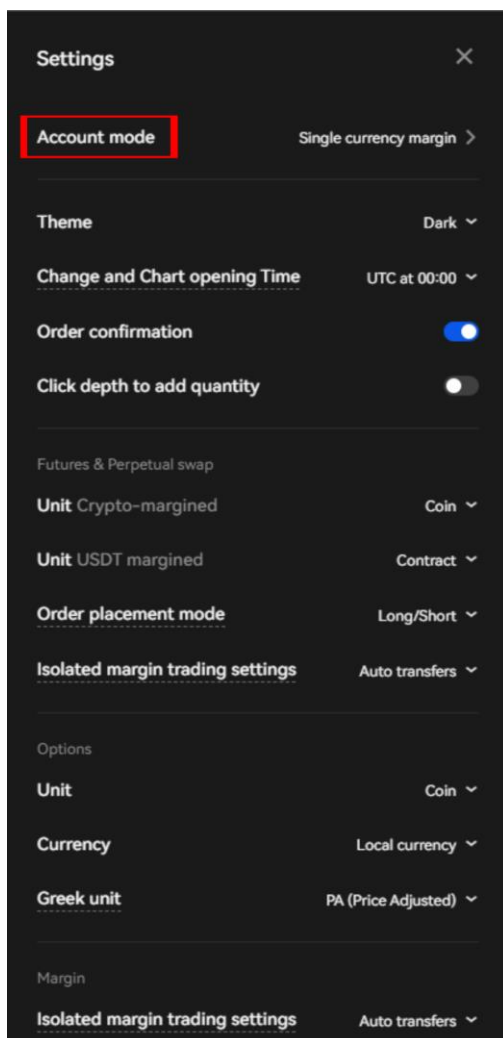 Settings
Account mode Single currency margin
Theme Dark
Change and Chart opening Time UTC at 00:00
Order confirmation
Click depth to add quantity
Futures & Perpetual swap
Unit Crypto-margined Coin
Unit USDT margined Contract
Order placement mode Long/Short
Isolated margin trading settings Auto transfers
Options
Unit Coin
Currency Local currency
Greek unit PA (Price Adjusted)
Margin
Isolated margin trading settings Auto transfers